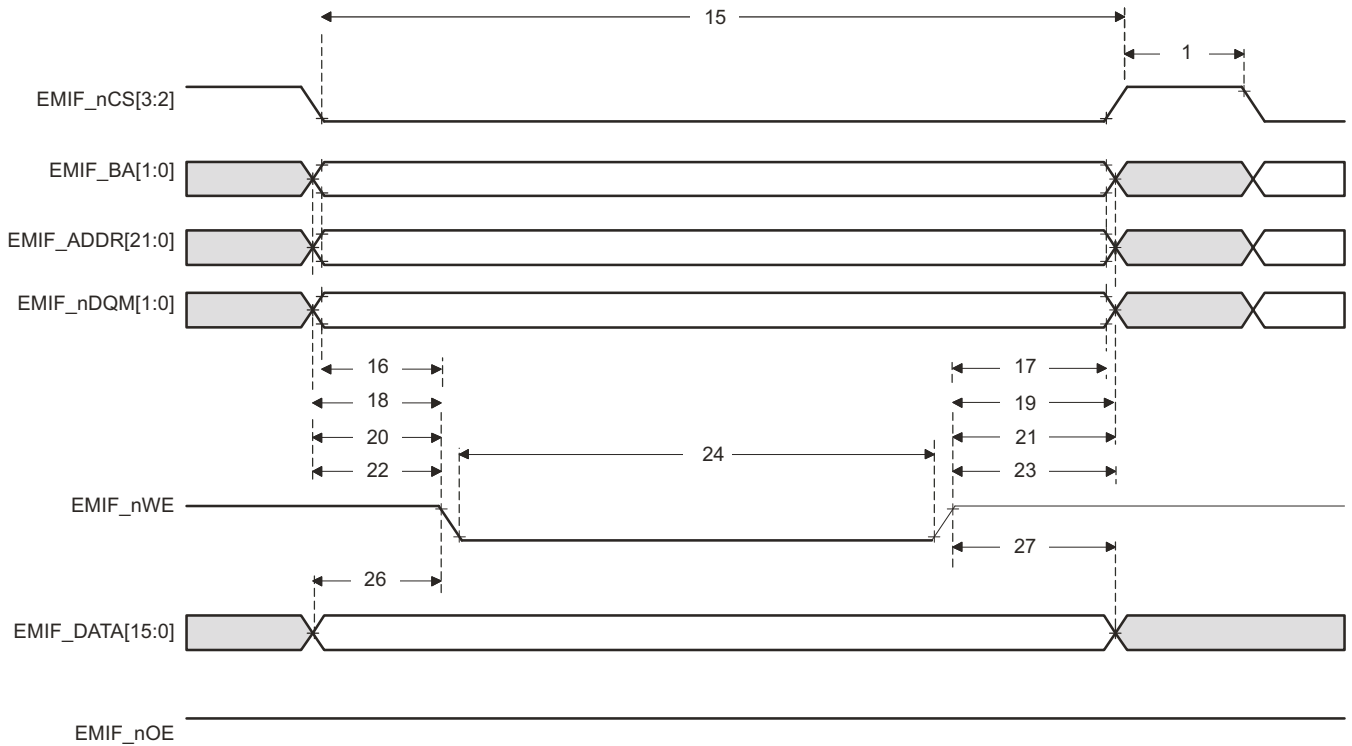 15
1
EMIF_nCS[3:2]
EMIF_BA[1:0]
EMIF_ADDR[21:0]
EMIF_nDQM[1:0]
16
17
18
19
20
21
24
22
23
EMIF_nWE
27
26
EMIF_DATA[15:0]
EMIF_nOE